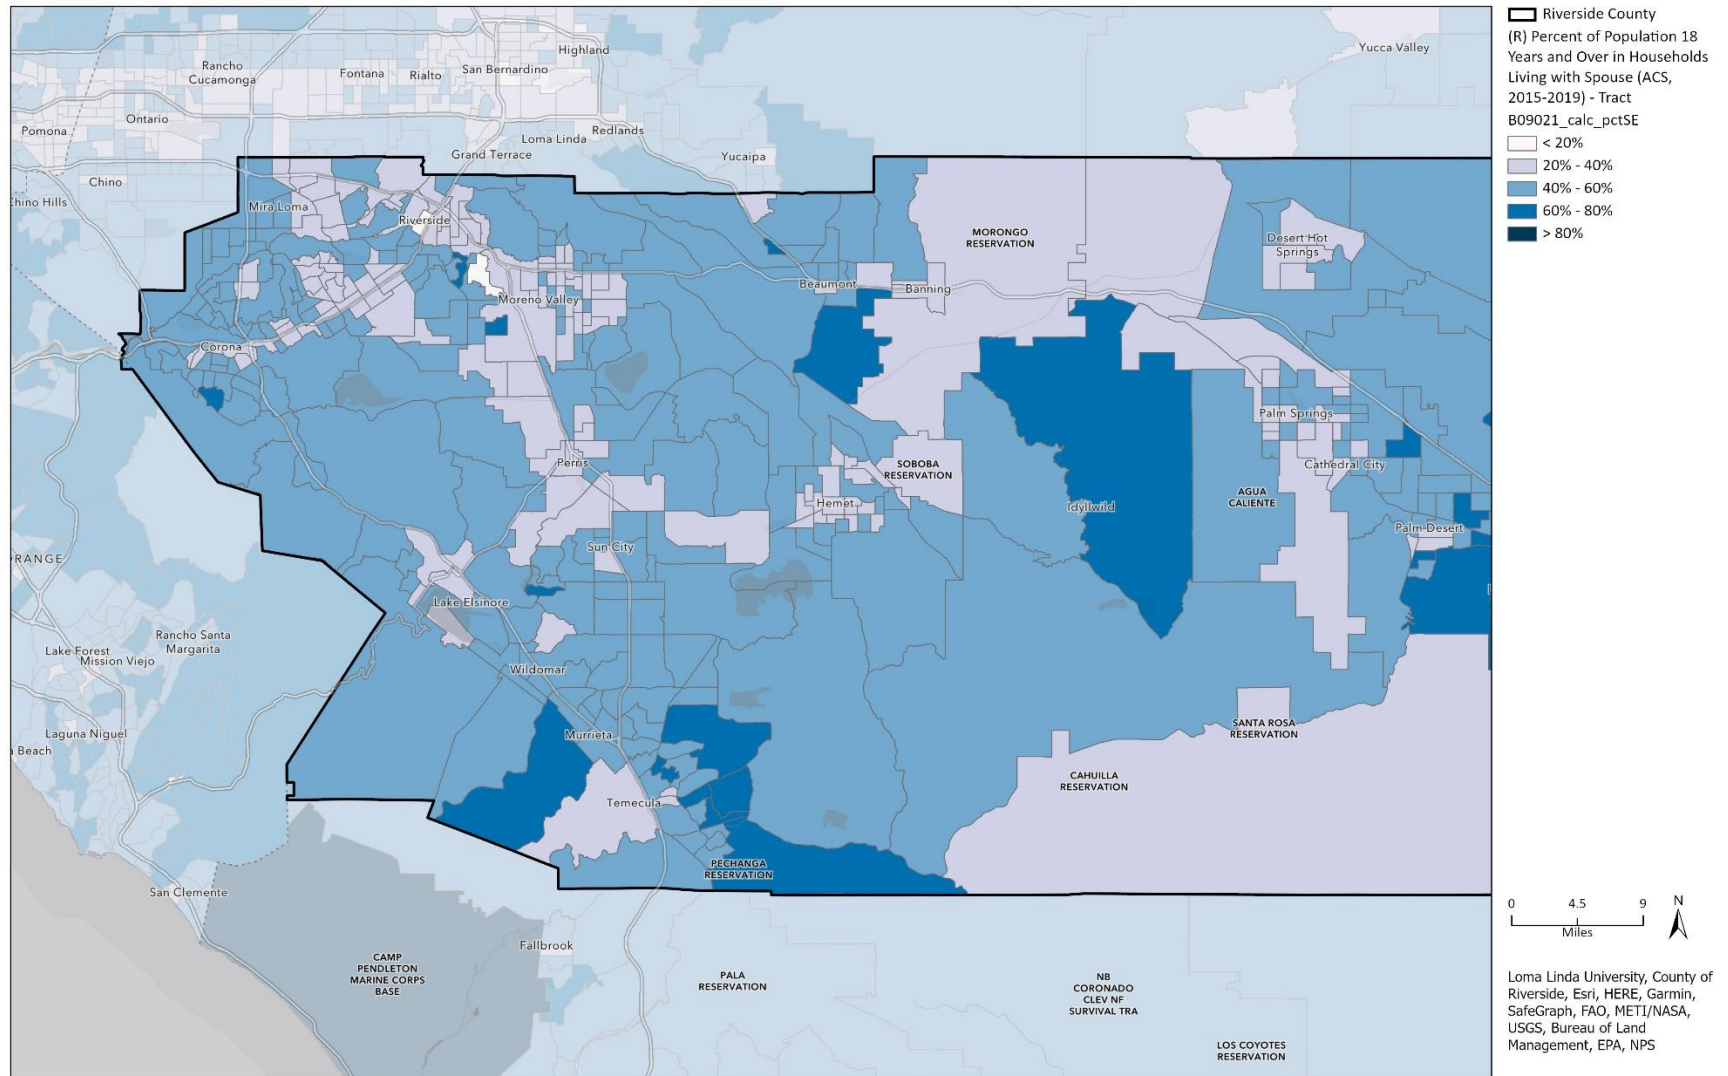 Riverside County
(R) Percent of Population 18
Years and Over in Households
Living with Spouse (ACS,
2015-2019) - Tract
B09021_calc_pctSE
< 20%
20% - 40%
40% - 60%
60% - 80%
> 80%
Highland
Yucca Valley
Rancho
Cucamonga
Fontana
Rialto
San Bernardino
Ontario
Pomona
Redlands
Loma Linda
Grand Terrace
Yucaipa
Chino
Chino Hills
Mira Loma
Riverside
MORONGO
RESERVATION
Desert Hot
Springs
Beaumont
Banning
Moreno Valley
Corona
Palm Springs
Perris
SOBOBA
RESERVATION
Cathedral City
Hemet
AGUA
CALIENTE
Idyllwild
Palm Desert
Sun City
RANGE
L
Lake Elsinore
Rancho Santa
Margarita
Lake Forest
Mission Viejo
Wildomar
SANTA ROSA
RESERVATION
Laguna Niguel
Murrieta
a Beach
CAHUILLA
RESERVATION
Temecula
PECHANGA
RESERVATION
San Clemente
Fallbrook
CAMP
PENDLETON
MARINE CORPS
BASE
PALA
RESERVATION
NB
CORONADO
CLEV NF
SURVIVAL TRA
LOS COYOTES
RESERVATION
0 4.5 9
Miles
N
Loma Linda University, County of
Riverside, Esri, HERE, Garmin,
SafeGraph, FAO, METI/NASA,
USGS, Bureau of Land
Management, EPA, NPS